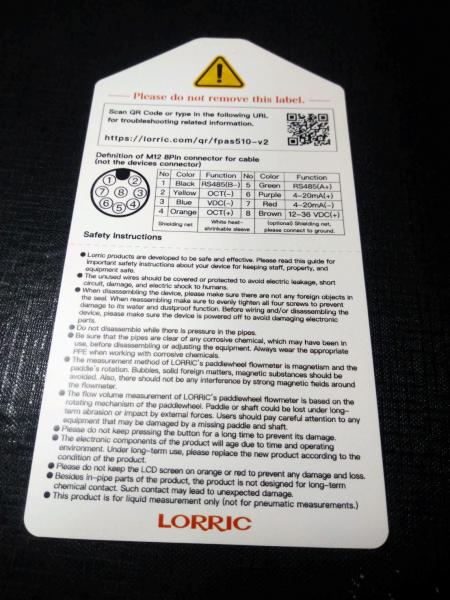 Please do not remove this label.
Scan QR Code or type in the following URL
for troubleshooting related information.
https://lorric.com/qr/fpas510-v2
Definition of M12 8Pin connector for cable
(not the devices connector)
1 2 7 8 3 6 5 4
No Color Function No Color Function
1 Black RS485(B-) 5 Green RS485(A+)
2 Yellow OCT(-) 6 Purple 4-20mA(+)
3 Blue VDC(-) 7 Red 4-20mA(-)
4 Orange OCT(+) 8 Brown 12-36 VDC(+)
Shielding net White heat-shrinkable sleeve (optional) Shielding net, please connect to ground.
Safety Instructions
● Lorric products are developed to be safe and effective. Please read this guide for
important safety instructions about your device for keeping staff, property, and
equipment safe.
● The unused wires should be covered or protected to avoid electric leakage, short
circuit, damage, and electric shock to humans.
● When disassembling the device, please make sure there are not any foreign objects in
the seal. When reassembling make sure to evenly tighten all four screws to prevent
damage to its water and dustproof function. Before wiring and/or disassembling the
device, please make sure the device is powered off to avoid damaging electronic
parts.
● Do not disassemble while there is pressure in the pipes.
● Be sure that the pipes are clear of any corrosive chemical, which may have been in
use, before disassembling or adjusting the equipment. Always wear the appropriate
PPE when working with corrosive chemicals.
● The measurement method of LORRIC's paddlewheel flowmeter is magnetism and the
paddle's rotation. Bubbles, solid foreign matters, magnetic substances should be
avoided. Also, there should not be any interference by strong magnetic fields around
the flowmeter.
● The flow volume measurement of LORRIC's paddlewheel flowmeter is based on the
rotating mechanism of the paddlewheel. Paddle or shaft could be lost under long-
term abrasion or impact by external forces. Users should pay careful attention to any
equipment that may be damaged by a missing paddle and shaft.
● Please do not keep pressing the button for a long time to prevent its damage.
● The electronic components of the product will age due to time and operating
environment. Under long-term use, please replace the new product according to the
condition of the product.
● Please do not keep the LCD screen on orange or red to prevent any damage and loss.
● Besides in-pipe parts of the product, the product is not designed for long-term
chemical contact. Such contact may lead to unexpected damage.
● This product is for liquid measurement only (not for pneumatic measurements.)
LORRIC